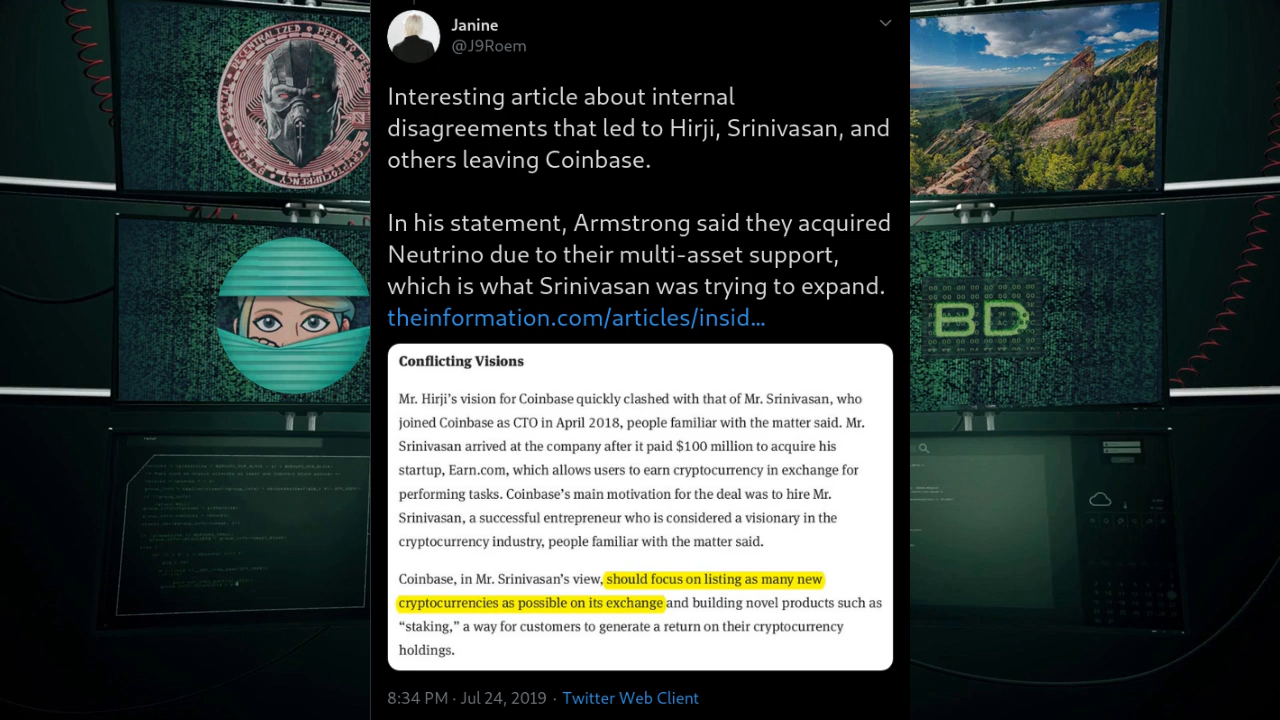 Janine
@J9Roem
Interesting article about internal
disagreements that led to Hirji, Srinivasan, and
others leaving Coinbase.
In his statement, Armstrong said they acquired
Neutrino due to their multi-asset support,
which is what Srinivasan was trying to expand.
theinformation.com/articles/insid…
Conflicting Visions
Mr. Hirji’s vision for Coinbase quickly clashed with that of Mr. Srinivasan, who
joined Coinbase as CTO in April 2018, people familiar with the matter said. Mr.
Srinivasan arrived at the company after it paid $100 million to acquire his
startup, Earn.com, which allows users to earn cryptocurrency in exchange for
performing tasks. Coinbase’s main motivation for the deal was to hire Mr.
Srinivasan, a successful entrepreneur who is considered a visionary in the
cryptocurrency industry, people familiar with the matter said.
Coinbase, in Mr. Srinivasan’s view, should focus on listing as many new
cryptocurrencies as possible on its exchange and building novel products such as
“staking,” a way for customers to generate a return on their cryptocurrency
holdings.
8:34 PM · Jul 24, 2019 · Twitter Web Client
DECENTRALIZED
PEER TO
CRYPTOCURRENCY
BD